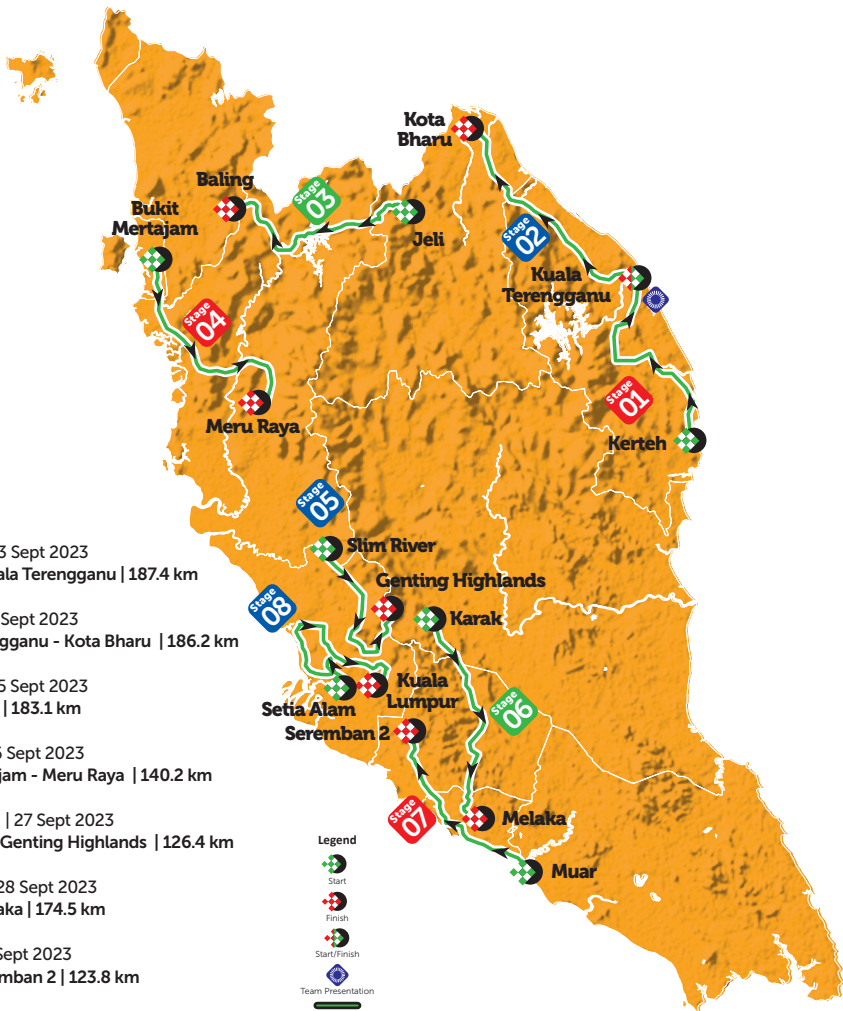 Kota
Bharu
Baling
Stage
03
Bukit
Mertajam
Jeli
Stage
02
Kuala
Terengganu
Stage
04
Stage
01
Meru Raya
Kerteh
Stage
05
Slim River
Genting Highlands
Stage
08
Karak
Kuala
Lumpur
Setia Alam
Seremban 2
Stage
06
Stage
07
Melaka
Muar
3 Sept 2023
ala Terengganu | 187.4 km
Sept 2023
gganu - Kota Bharu | 186.2 km
5 Sept 2023
| 183.1 km
Sept 2023
jam - Meru Raya | 140.2 km
| 27 Sept 2023
Genting Highlands | 126.4 km
28 Sept 2023
aka | 174.5 km
Sept 2023
mban 2 | 123.8 km
Legend
Start
Finish
Start/Finish
Team Presentation